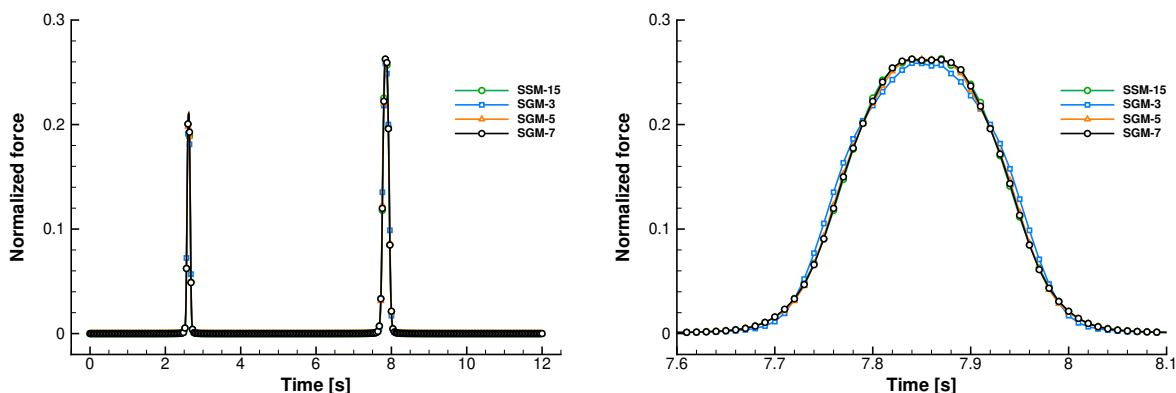 0.3
0.2
0.1
0
Normalized force
SSM-15
SGM-3
SGM-5
SGM-7
0 2 4 6 8 10 12
Time [s]
0.3
0.2
0.1
0
Normalized force
SSM-15
SGM-3
SGM-5
SGM-7
7.6 7.7 7.8 7.9 8 8.1
Time [s]